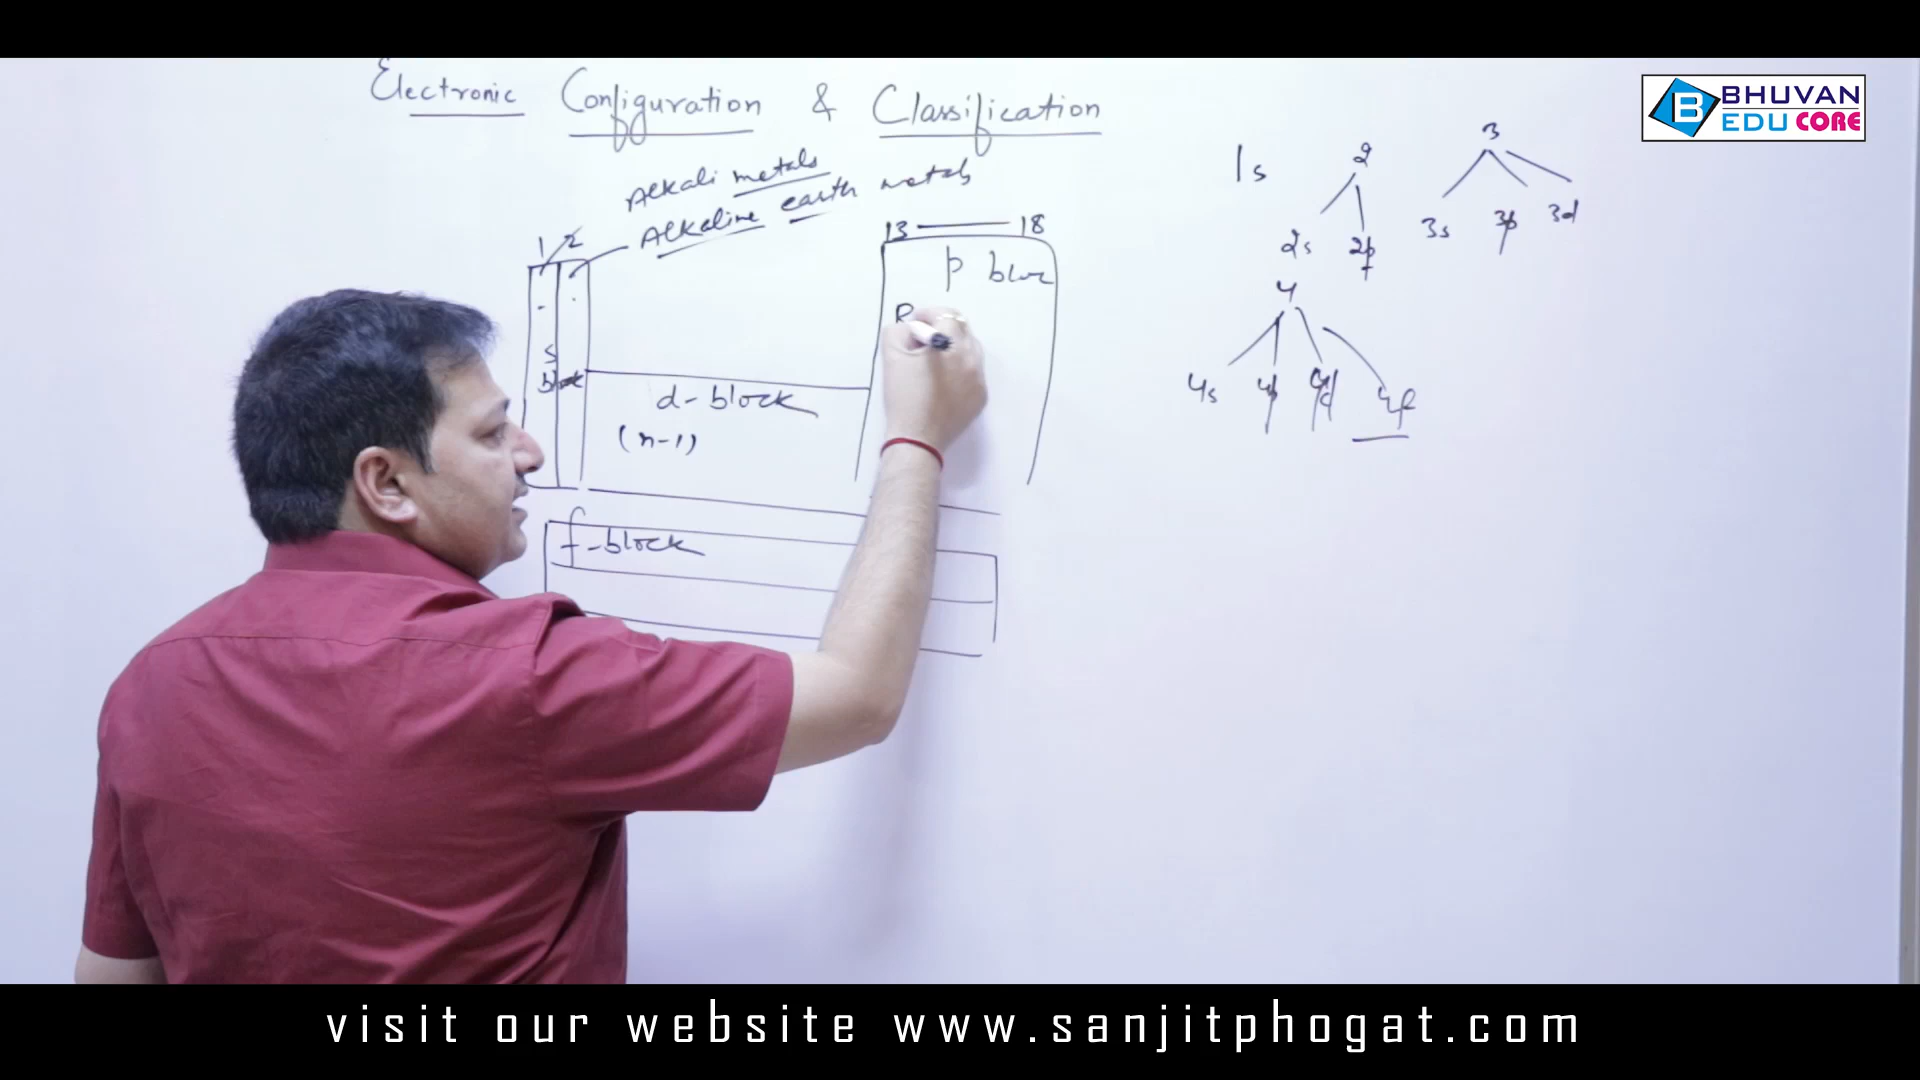 Electronic Configuration & Classification
BHUVAN
EDU CORE
Alkali metals
Alkaline earth metals
1 2
13 18
p bloc
s
block
d-block
(n-1)
f-block
1s
2
2s 2p
3
3s 3p 3d
4
4s 4p 4d 4f
visit our website www.sanjitphogat.com